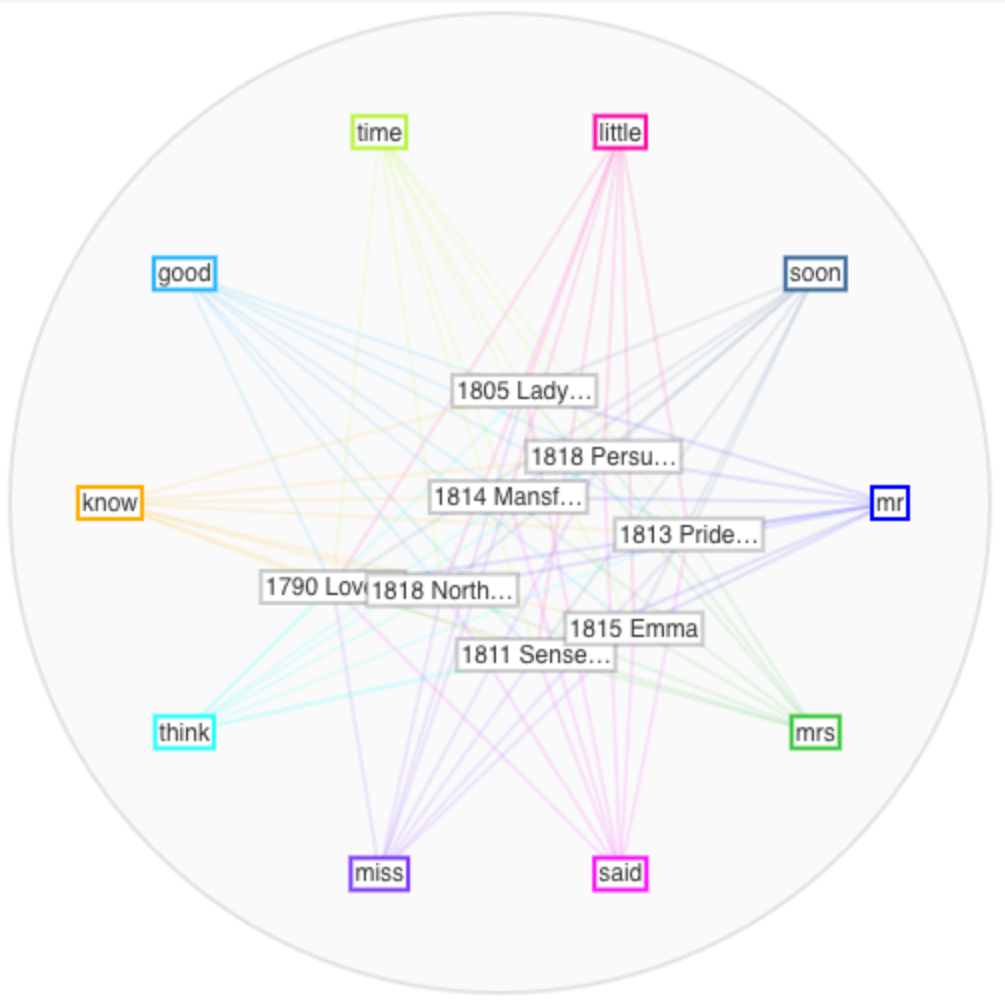 time
little
good
soon
1805 Lady…
1818 Persu…
1814 Mansf…
know
mr
1813 Pride…
1790 Lov
1818 North…
1815 Emma
1811 Sense…
think
mrs
miss
said